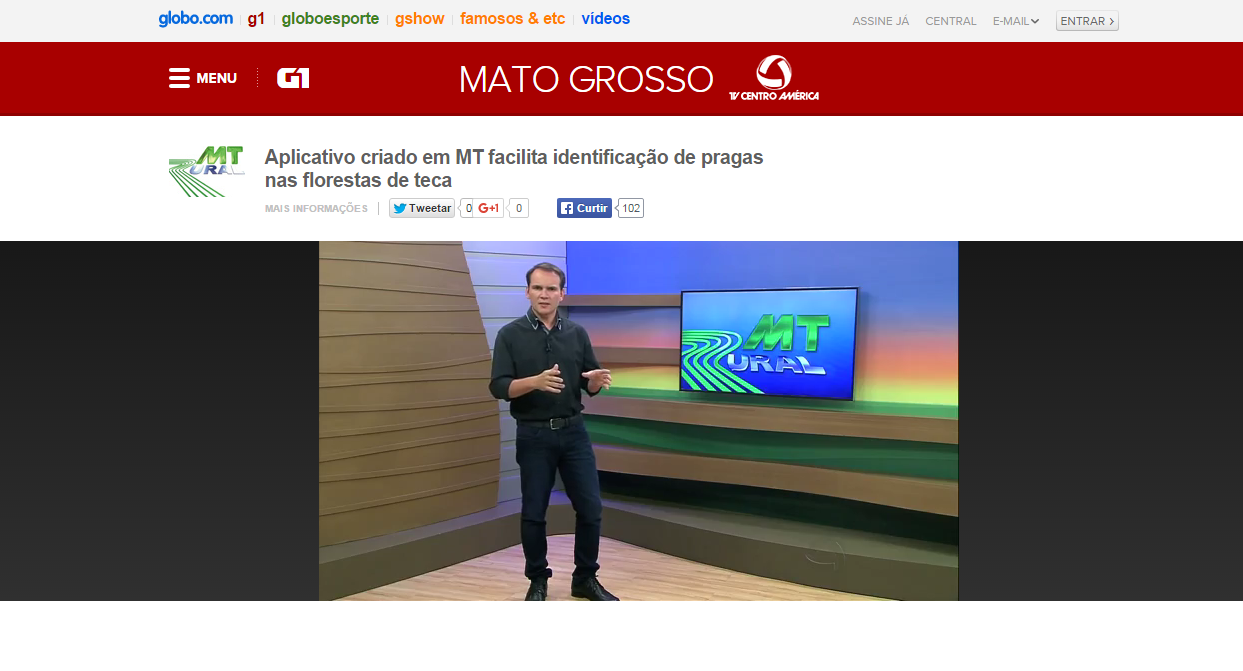 globo.com g1 globoesporte gshow famosos & etc vídeos
ASSINE JÁ CENTRAL E-MAIL ENTRAR
MENU G1 MATO GROSSO TV CENTRO AMÉRICA
MT
RURAL
Aplicativo criado em MT facilita identificação de pragas
nas florestas de teca
MAIS INFORMAÇÕES Tweetar 0 G+1 0 Curtir 102
MT
RURAL